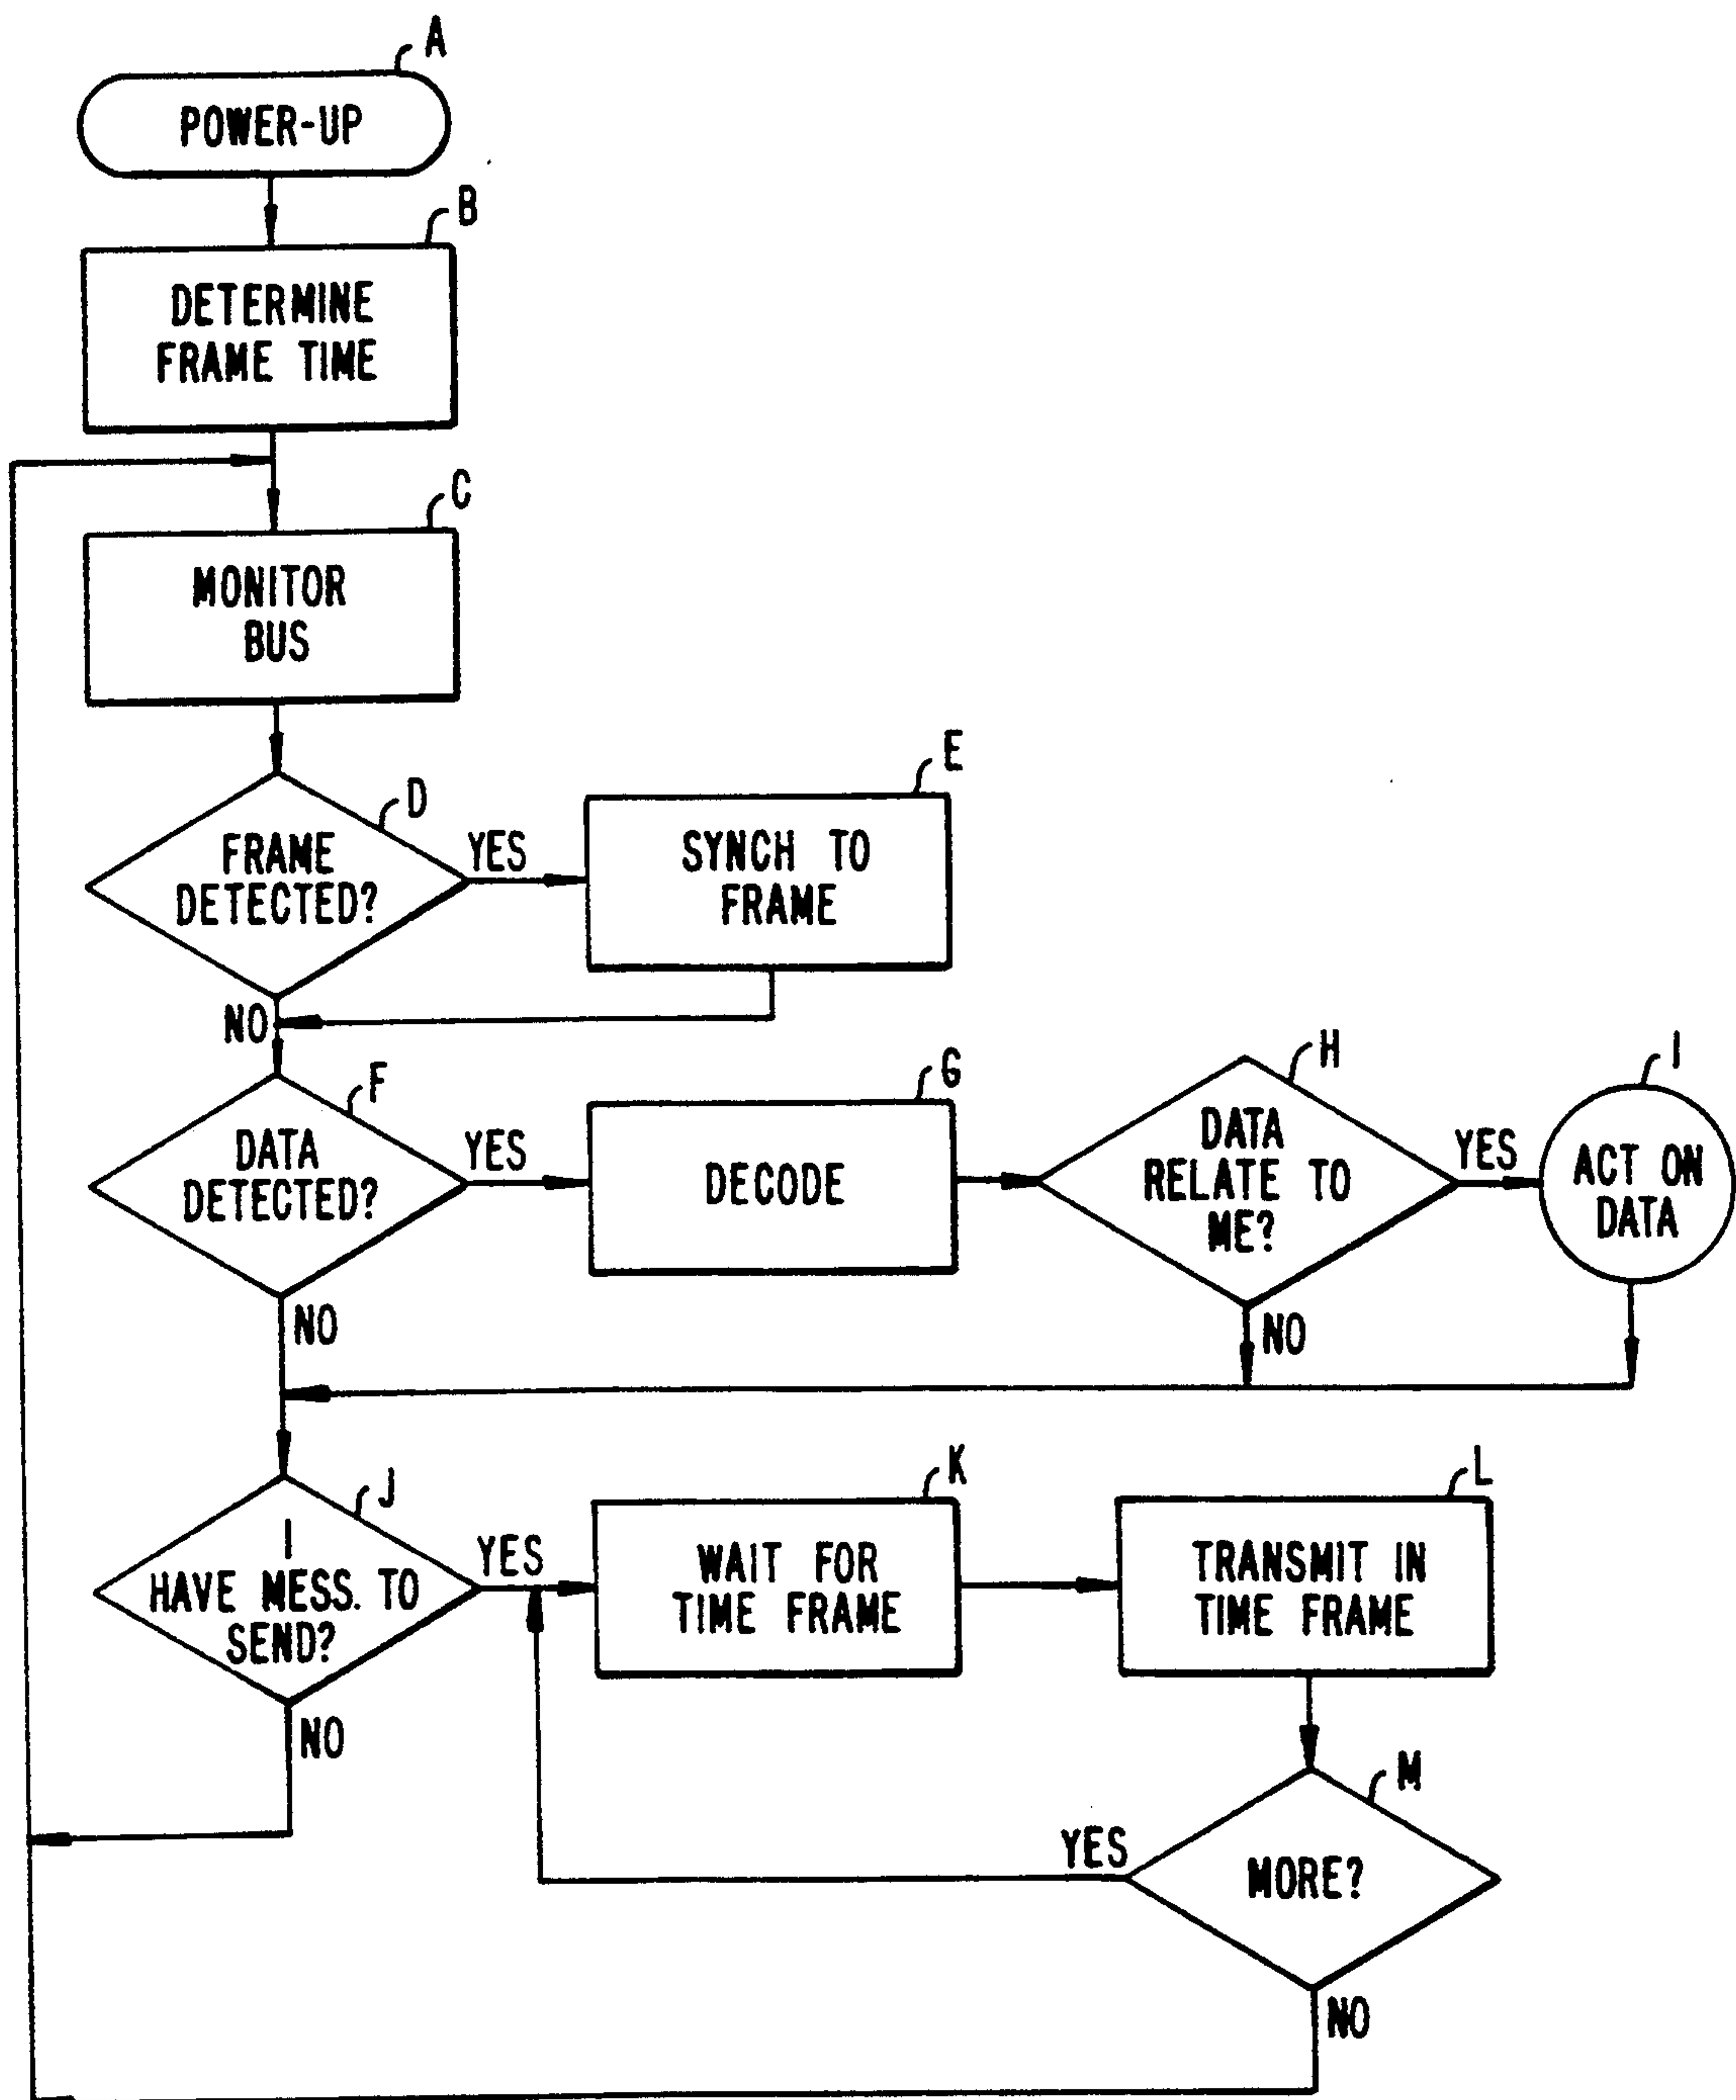 A
POWER-UP
B
DETERMINE
FRAME TIME
C
MONITOR
BUS
D
FRAME
DETECTED?
YES
E
SYNCH TO
FRAME
NO
F
DATA
DETECTED?
YES
G
DECODE
H
DATA
RELATE TO
ME?
YES
I
ACT ON
DATA
NO
NO
J
I
HAVE MESS. TO
SEND?
YES
K
WAIT FOR
TIME FRAME
L
TRANSMIT IN
TIME FRAME
NO
M
MORE?
YES
NO